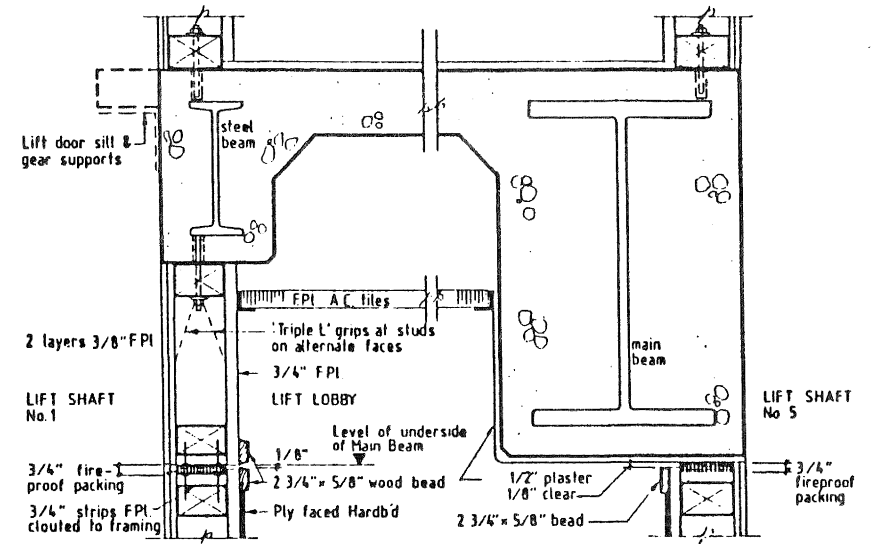 steel
beam
Lift door sill &
gear supports
F.Pl. A.C. tiles
'Triple L' grips at studs
on alternate faces
2 layers 3/8" F Pl
main
beam
3/4" F Pl.
LIFT SHAFT
No.1
LIFT LOBBY
LIFT SHAFT
No 5
Level of underside
of Main Beam
1/8"
3/4" fire-
proof packing
2 3/4" × 5/8" wood bead
1/2" plaster
1/8" clear
3/4"
fireproof
packing
3/4" strips F.Pl.
clouted to framing
Ply faced Hardb'd
2 3/4" × 5/8" bead